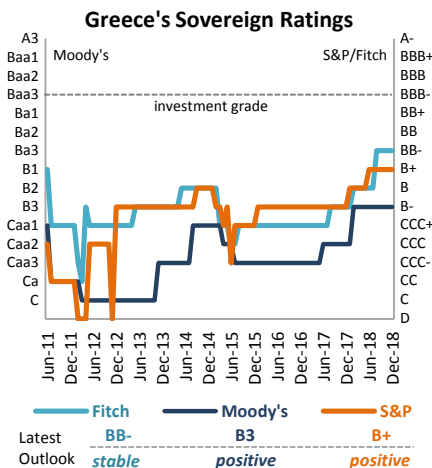 Greece's Sovereign Ratings
Moody's S&P/Fitch
A3 A-
Baa1 BBB+
Baa2 BBB
Baa3 BBB-
investment grade
Ba1 BB+
Ba2 BB
Ba3 BB-
B1 B+
B2 B
B3 B-
Caa1 CCC+
Caa2 CCC
Caa3 CCC-
Ca CC
C C
D
Jun-11 Dec-11 Jun-12 Dec-12 Jun-13 Dec-13 Jun-14 Dec-14 Jun-15 Dec-15 Jun-16 Dec-16 Jun-17 Dec-17 Jun-18 Dec-18
Fitch Moody's S&P
Latest BB- B3 B+
Outlook stable positive positive